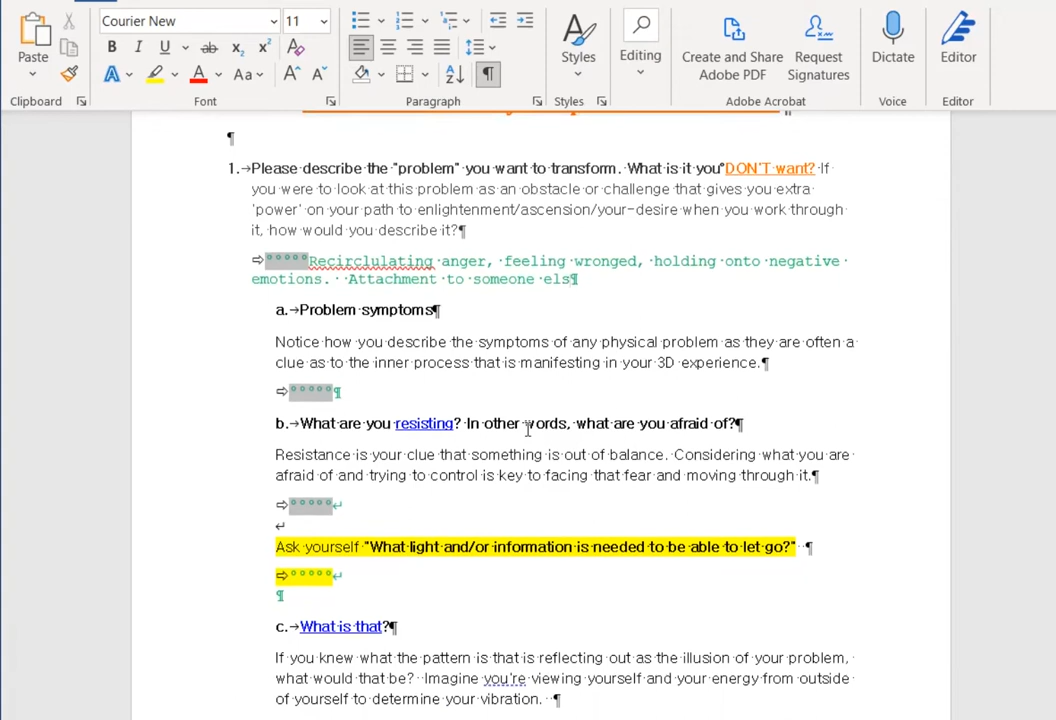 Courier New 11
Paste
B I U ab x₂ x²
A A Aa A A
Styles
Editing
Create and Share
Adobe PDF
Request
Signatures
Dictate
Editor
Clipboard Font Paragraph Styles Adobe Acrobat Voice Editor
1. Please describe the "problem" you want to transform. What is it you DON'T want? If
you were to look at this problem as an obstacle or challenge that gives you extra
'power' on your path to enlightenment/ascension/your-desire when you work through
it, how would you describe it?¶
⇨ Recirclulating anger, feeling wronged, holding onto negative
emotions. Attachment to someone els¶
a. Problem symptoms¶
Notice how you describe the symptoms of any physical problem as they are often a
clue as to the inner process that is manifesting in your 3D experience.¶
b. What are you resisting? In other words, what are you afraid of?¶
Resistance is your clue that something is out of balance. Considering what you are
afraid of and trying to control is key to facing that fear and moving through it.¶
Ask yourself "What light and/or information is needed to be able to let go?" ¶
c. What is that?¶
If you knew what the pattern is that is reflecting out as the illusion of your problem,
what would that be? Imagine you're viewing yourself and your energy from outside
of yourself to determine your vibration. ¶